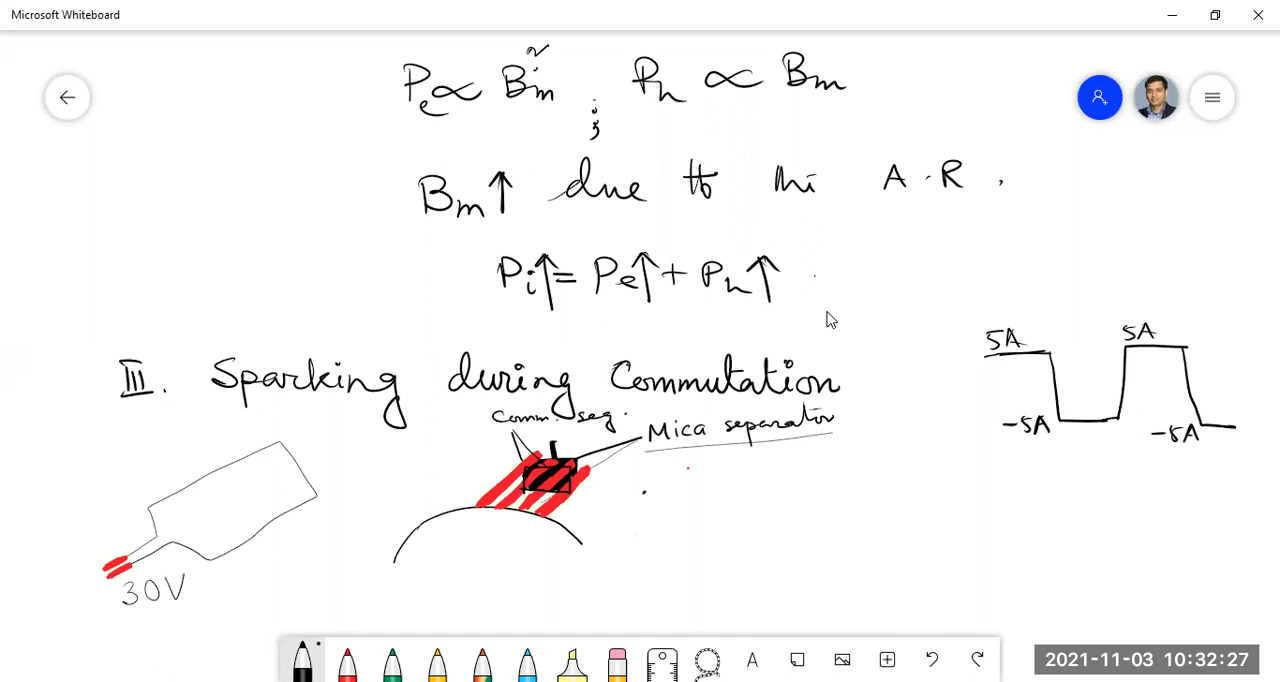 Microsoft Whiteboard
Pe ∝ Bm² ; Ph ∝ Bm
Bm ↑ due to the A.R.
Pi↑ = Pe↑ + Ph↑
III. Sparking during Commutation
Comm. seg.
Mica separator
30V
5A
5A
-5A
-5A
A
2021-11-03 10:32:27